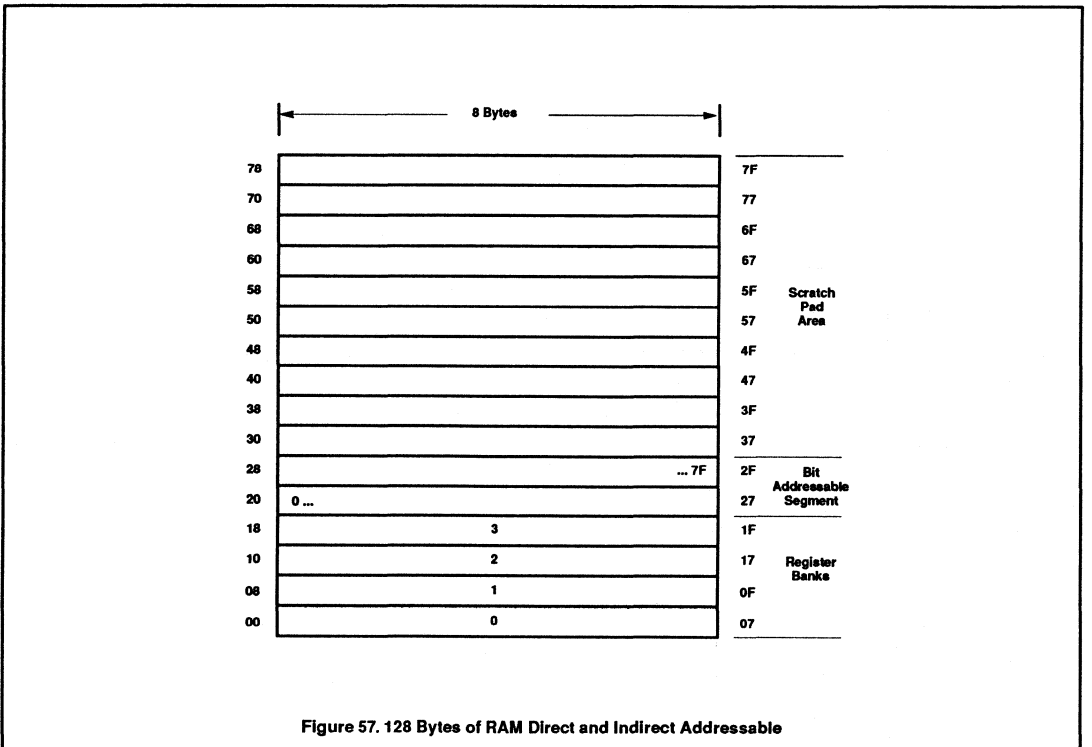 8 Bytes
78 7F
70 77
68 6F
60 67
58 5F Scratch
Pad
50 57 Area
48 4F
40 47
38 3F
30 37
28 ... 7F 2F Bit
Addressable
20 0 ... 27 Segment
18 3 1F
10 2 17 Register
Banks
08 1 0F
00 0 07
Figure 57. 128 Bytes of RAM Direct and Indirect Addressable